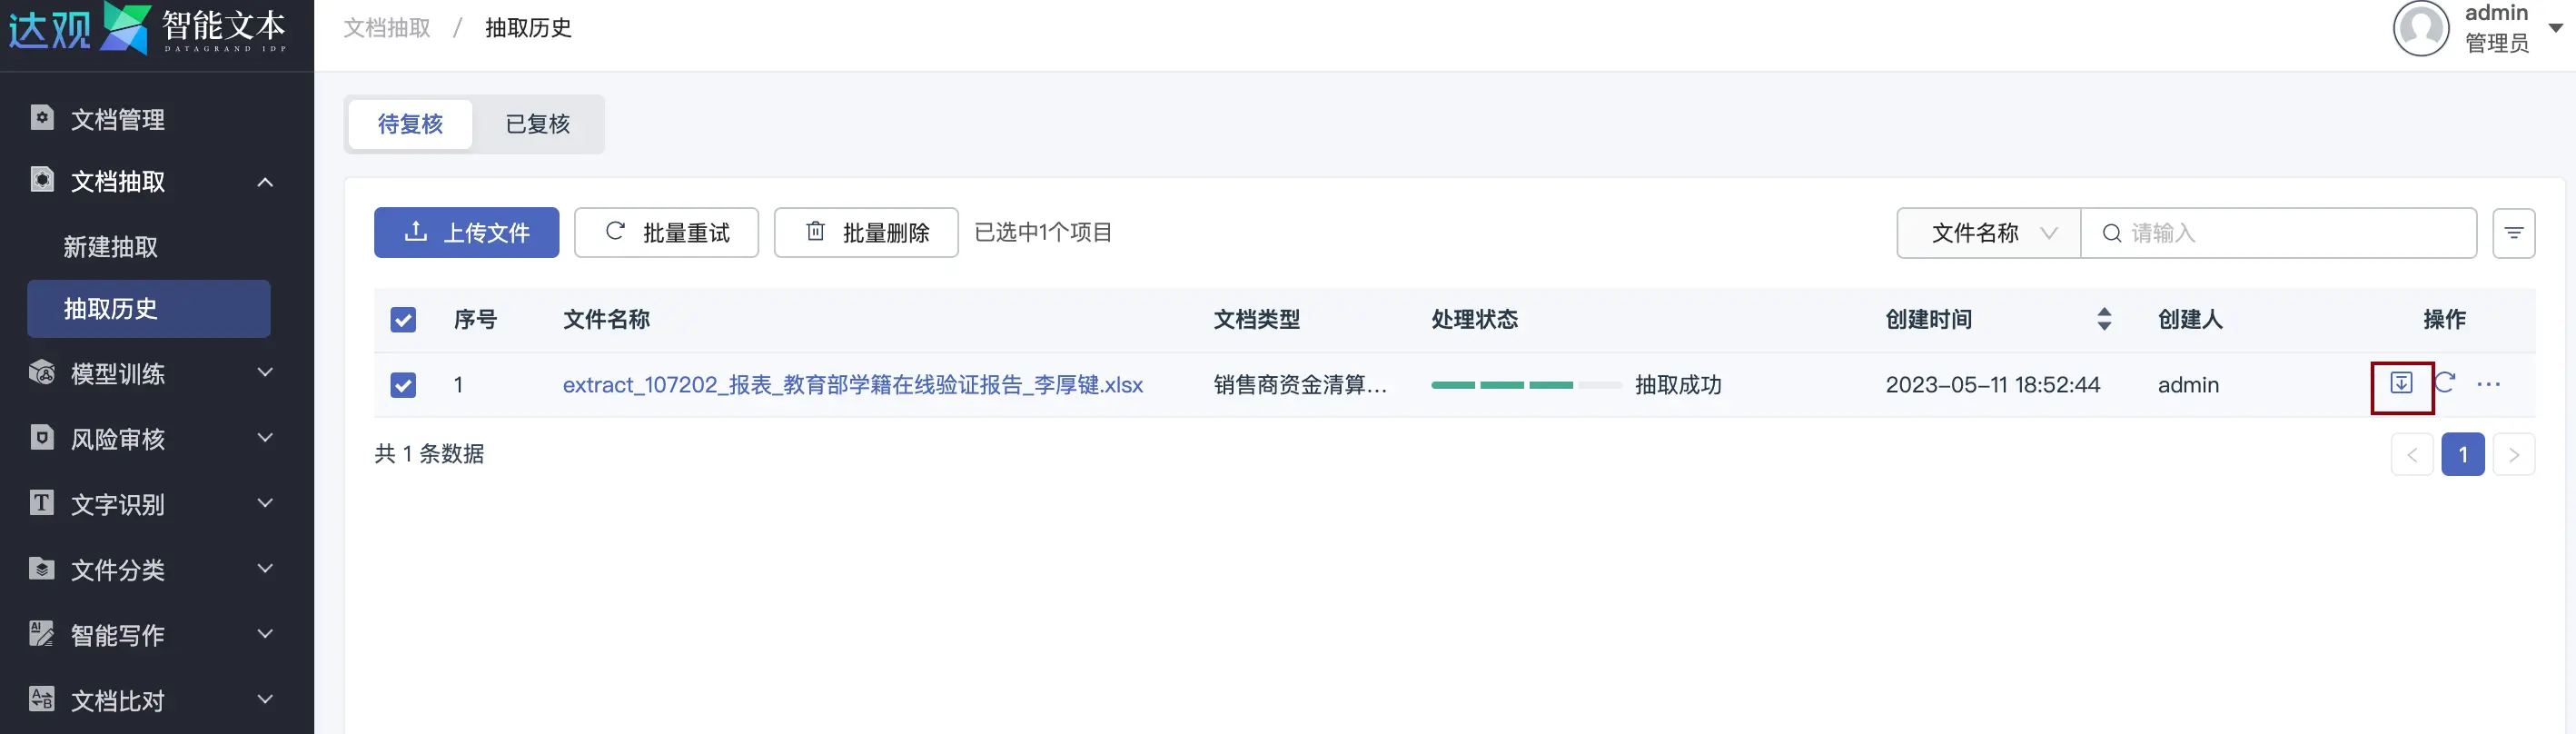 达观 智能文本
DATAGRAND IDP
文档抽取 / 抽取历史
admin
管理员
文档管理
文档抽取
新建抽取
抽取历史
模型训练
风险审核
文字识别
文件分类
智能写作
文档比对
待复核 已复核
上传文件 批量重试 批量删除 已选中1个项目 文件名称 请输入
序号 文件名称 文档类型 处理状态 创建时间 创建人 操作
1 extract_107202_报表_教育部学籍在线验证报告_李厚键.xlsx 销售商资金清算... 抽取成功 2023-05-11 18:52:44 admin ...
共 1 条数据 < 1 >